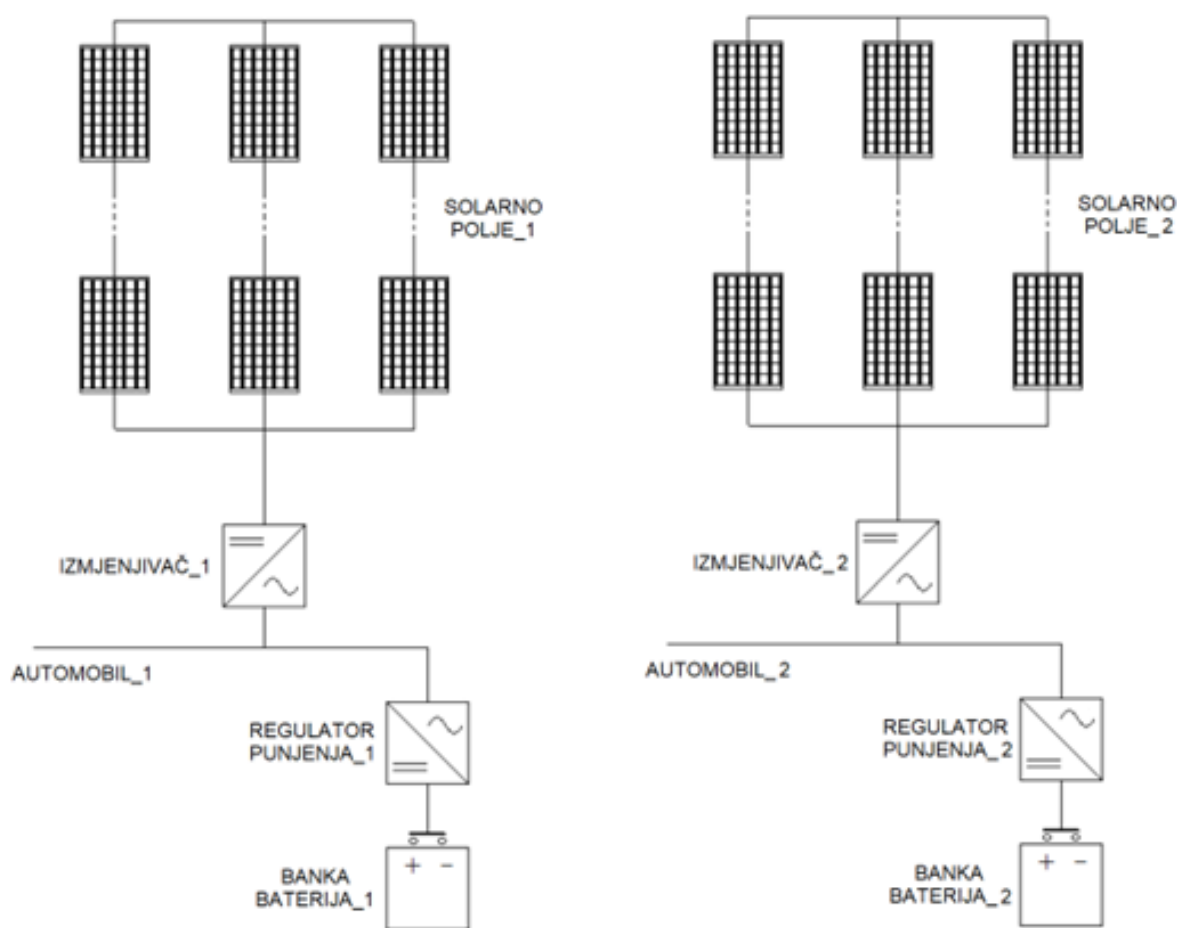 SOLARNO
POLJE_1
IZMJENJIVAČ_1
AUTOMOBIL_1
REGULATOR
PUNJENJA_1
+ -
BANKA
BATERIJA_1
SOLARNO
POLJE_2
IZMJENJIVAČ_2
AUTOMOBIL_2
REGULATOR
PUNJENJA_2
+ -
BANKA
BATERIJA_2